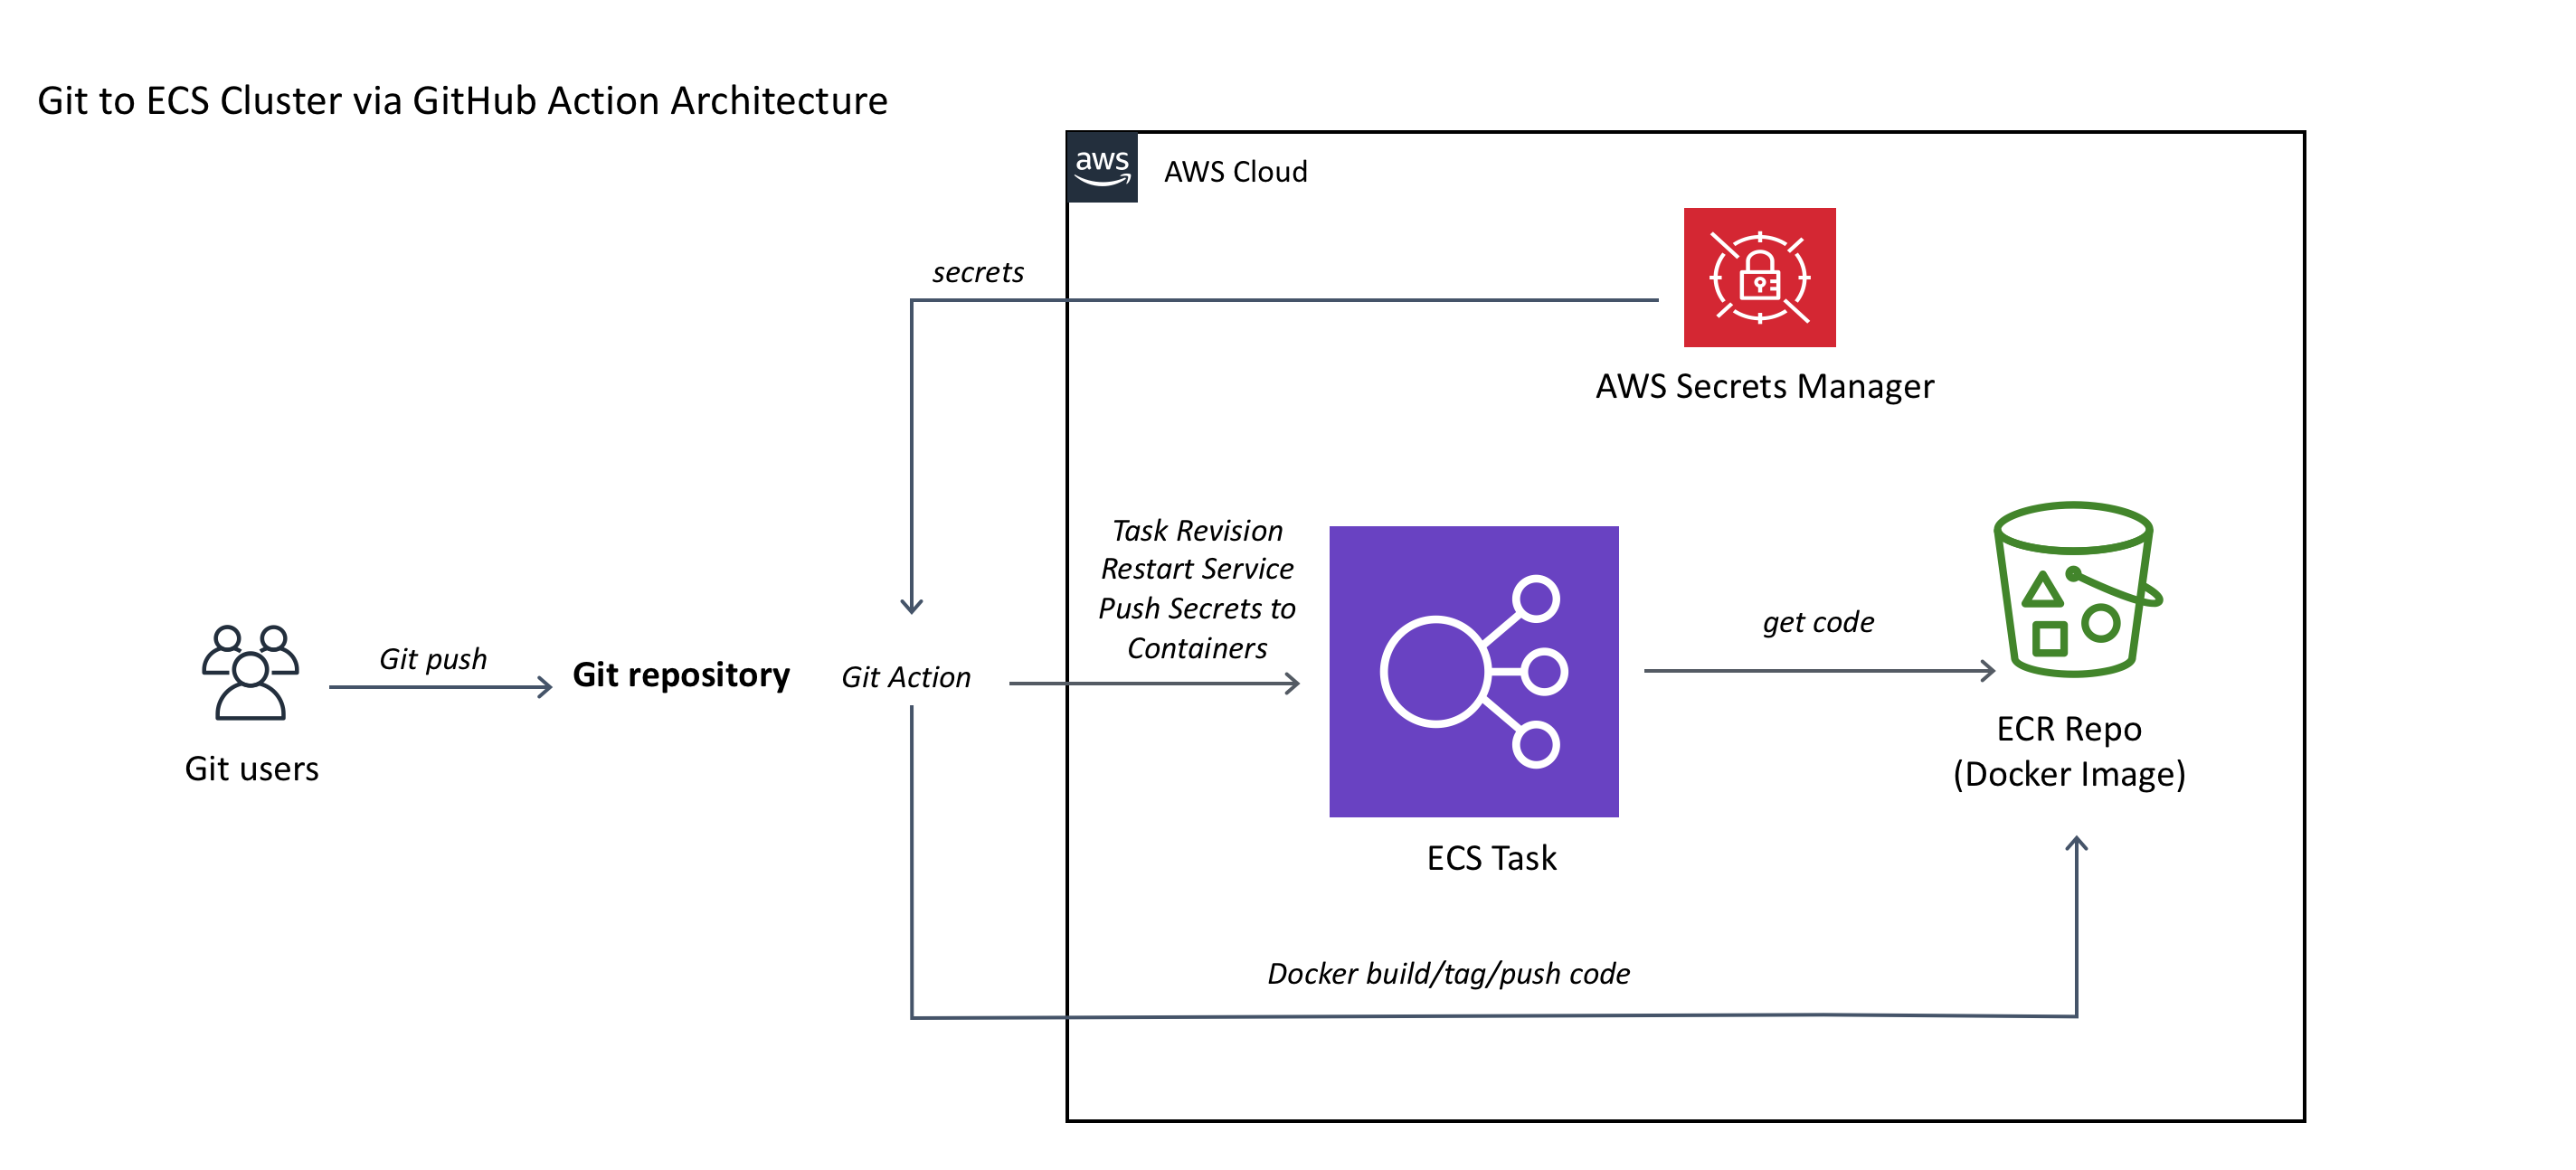 Git to ECS Cluster via GitHub Action Architecture
aws
AWS Cloud
secrets
AWS Secrets Manager
Task Revision
Restart Service
Push Secrets to
Containers
get code
Git push
Git repository
Git Action
Git users
ECR Repo
(Docker Image)
ECS Task
Docker build/tag/push code